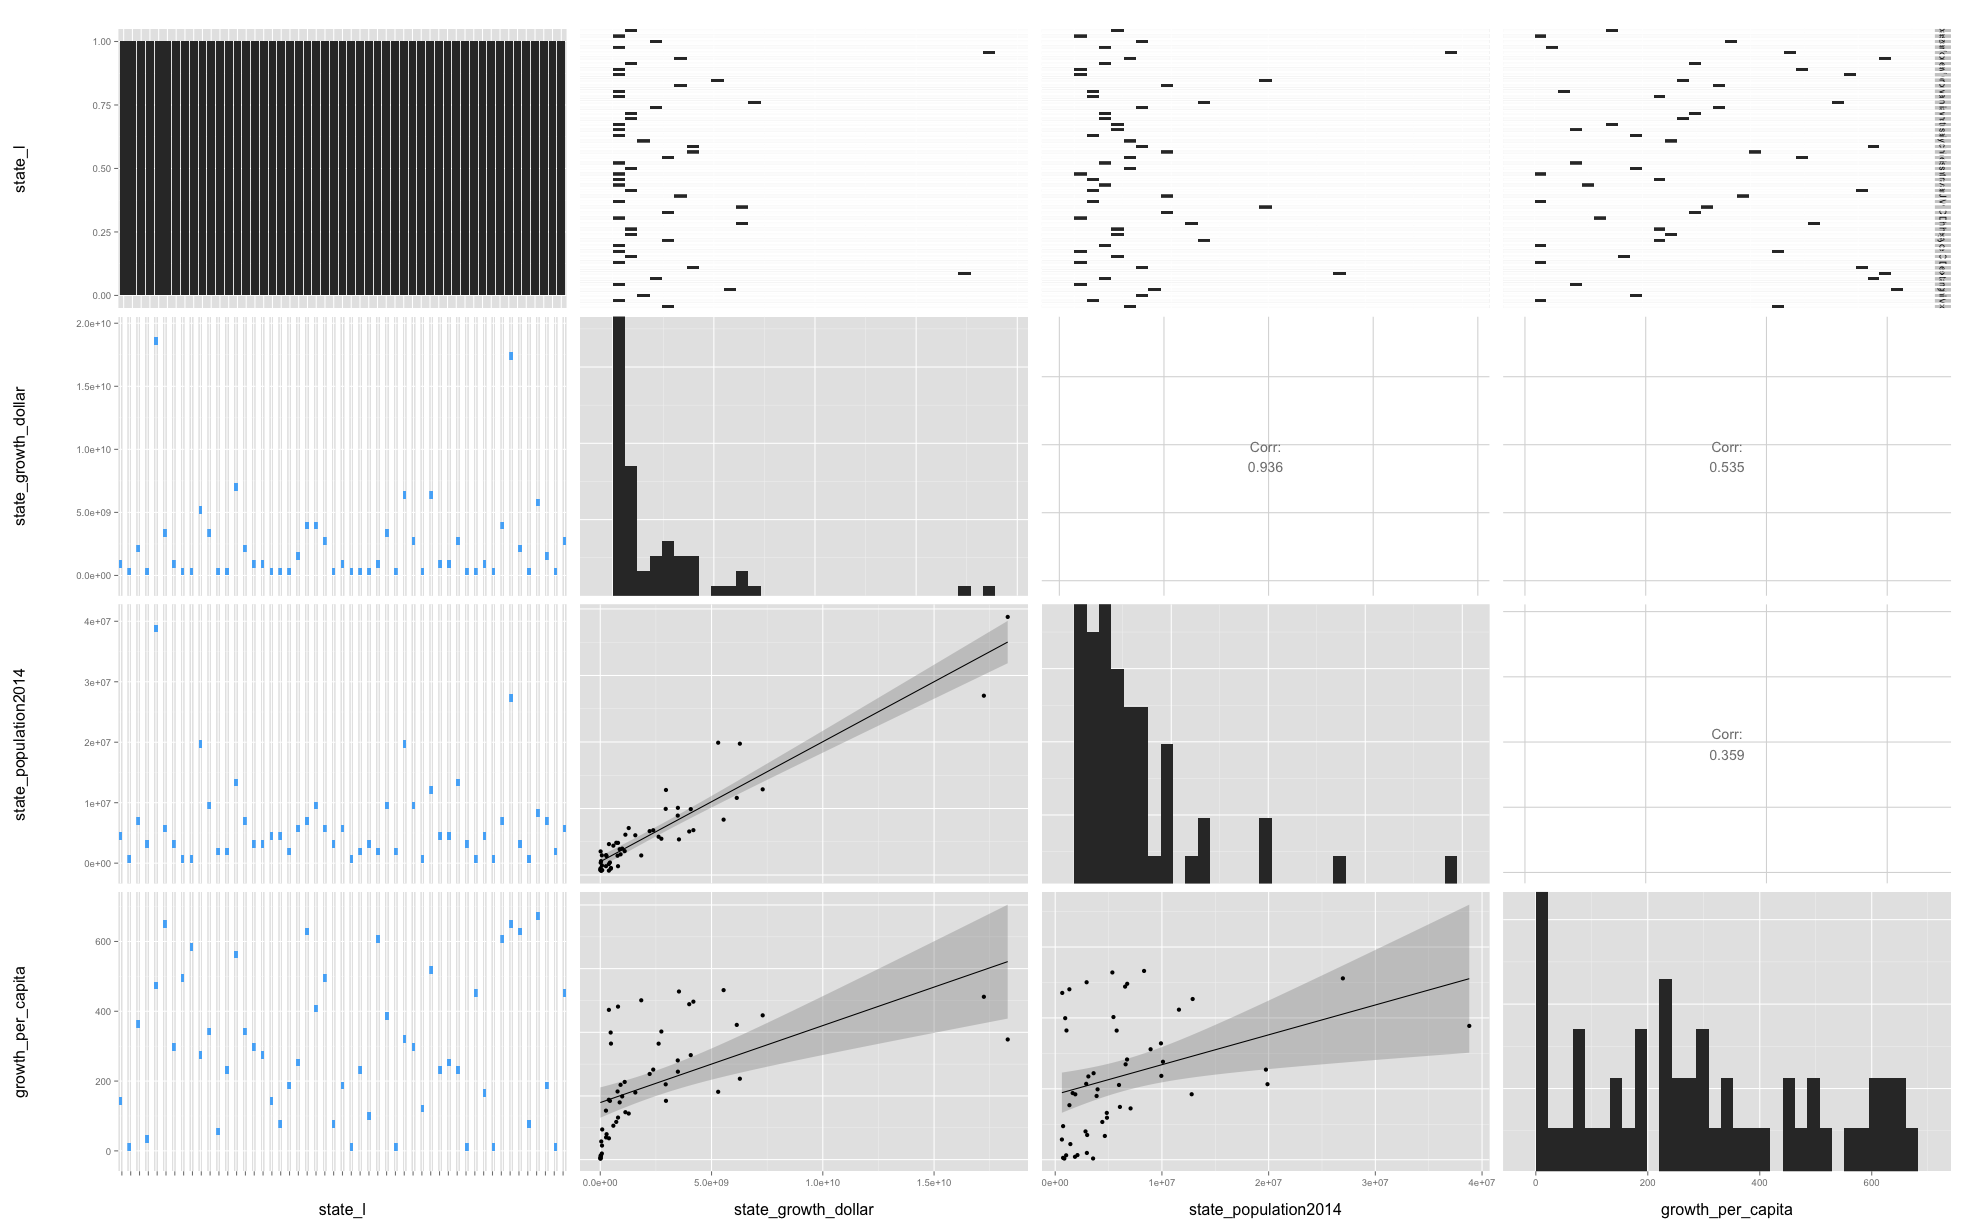 state_l
1.00
0.75
0.50
0.25
0.00
state_growth_dollar
2.0e+10
1.5e+10
1.0e+10
5.0e+09
0.0e+00
Corr:
0.936
Corr:
0.535
state_population2014
4e+07
3e+07
2e+07
1e+07
0e+00
Corr:
0.359
growth_per_capita
600
400
200
0
0.0e+00 5.0e+09 1.0e+10 1.5e+10
0e+00 1e+07 2e+07 3e+07 4e+07
0 200 400 600
state_l state_growth_dollar state_population2014 growth_per_capita